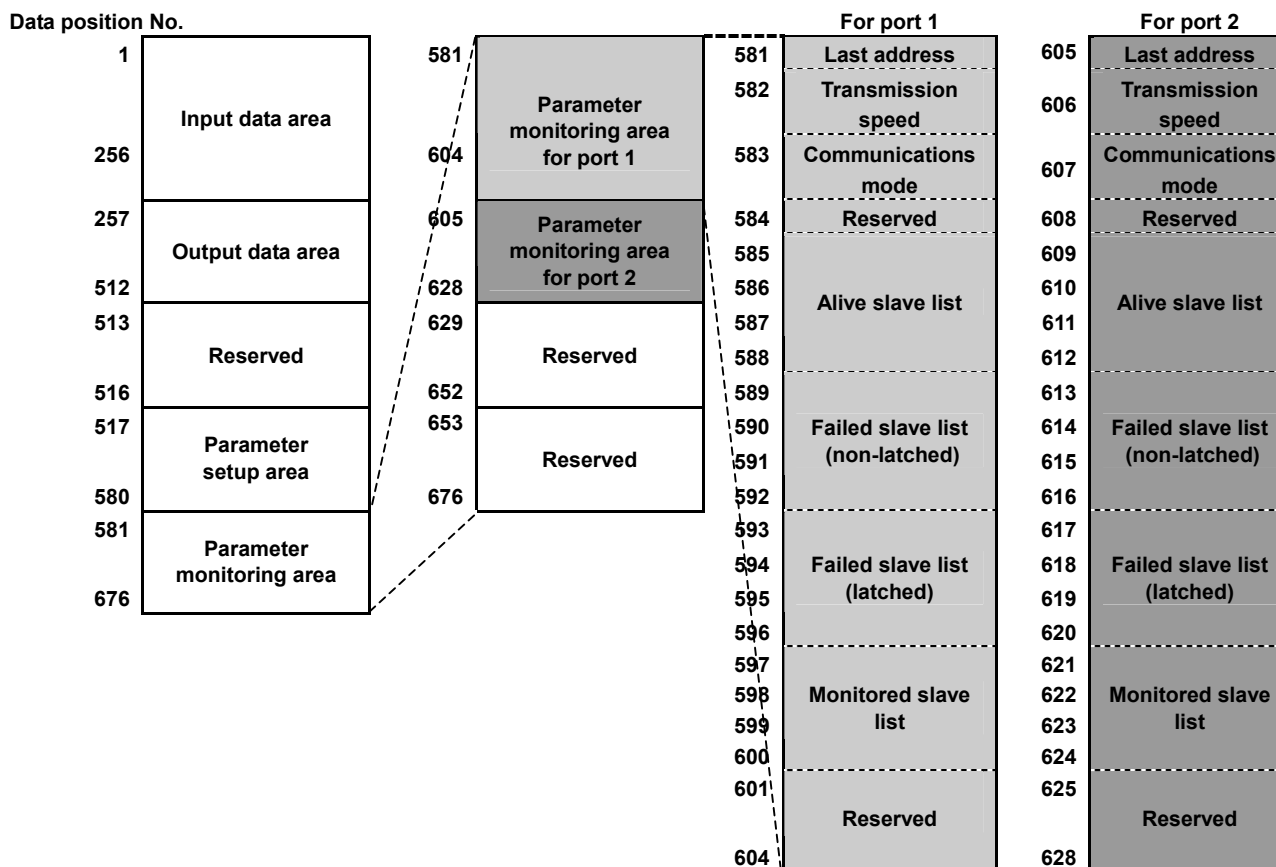 Data position No.
1
Input data area
256
257
Output data area
512
513
Reserved
516
517
Parameter
setup area
580
581
Parameter
monitoring area
676
581
Parameter
monitoring area
for port 1
604
605
Parameter
monitoring area
for port 2
628
629
Reserved
652
653
Reserved
676
For port 1
581
Last address
582
Transmission
speed
583
Communications
mode
584
Reserved
585
586
Alive slave list
587
588
589
590
Failed slave list
(non-latched)
591
592
593
594
Failed slave list
(latched)
595
596
597
598
Monitored slave
list
599
600
601
Reserved
604
For port 2
605
Last address
606
Transmission
speed
607
Communications
mode
608
Reserved
609
610
Alive slave list
611
612
613
614
Failed slave list
(non-latched)
615
616
617
618
Failed slave list
(latched)
619
620
621
622
Monitored slave
list
623
624
625
Reserved
628